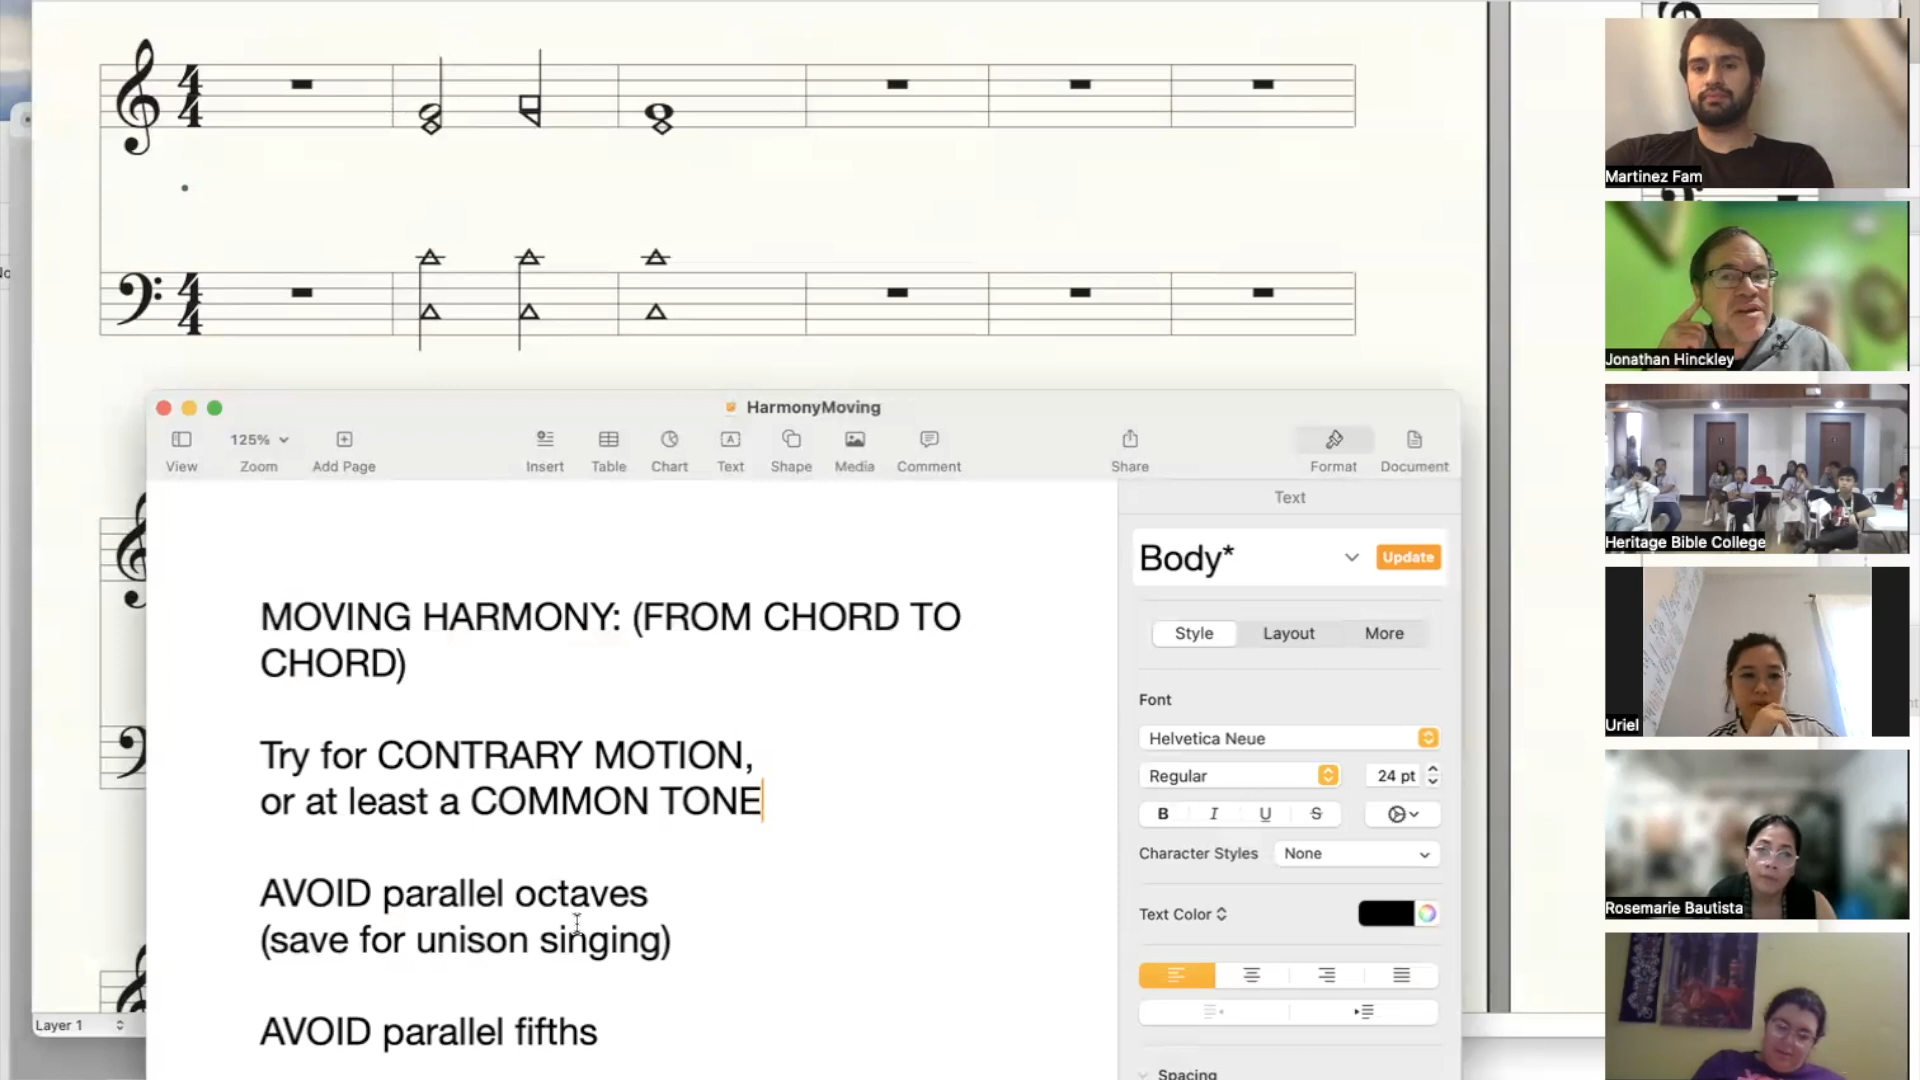 HarmonyMoving
125%
View
Zoom
Add Page
Insert
Table
Chart
Text
Shape
Media
Comment
Share
Format
Document
MOVING HARMONY: (FROM CHORD TO
CHORD)
Try for CONTRARY MOTION,
or at least a COMMON TONE
AVOID parallel octaves
(save for unison singing)
AVOID parallel fifths
Text
Body*
Update
Style
Layout
More
Font
Helvetica Neue
Regular
24 pt
B I U S
Character Styles
None
Text Color
Spacing
Layer 1
Martinez Fam
Jonathan Hinckley
Heritage Bible College
Uriel
Rosemarie Bautista